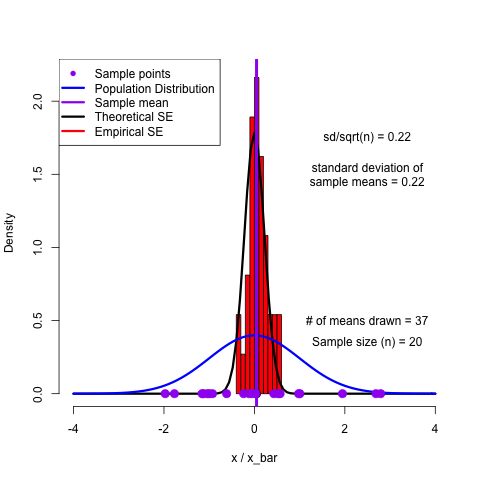 Sample points
Population Distribution
Sample mean
Theoretical SE
Empirical SE
sd/sqrt(n) = 0.22
standard deviation of
sample means = 0.22
# of means drawn = 37
Sample size (n) = 20
Density
0.0
0.5
1.0
1.5
2.0
-4
-2
0
2
4
x / x_bar